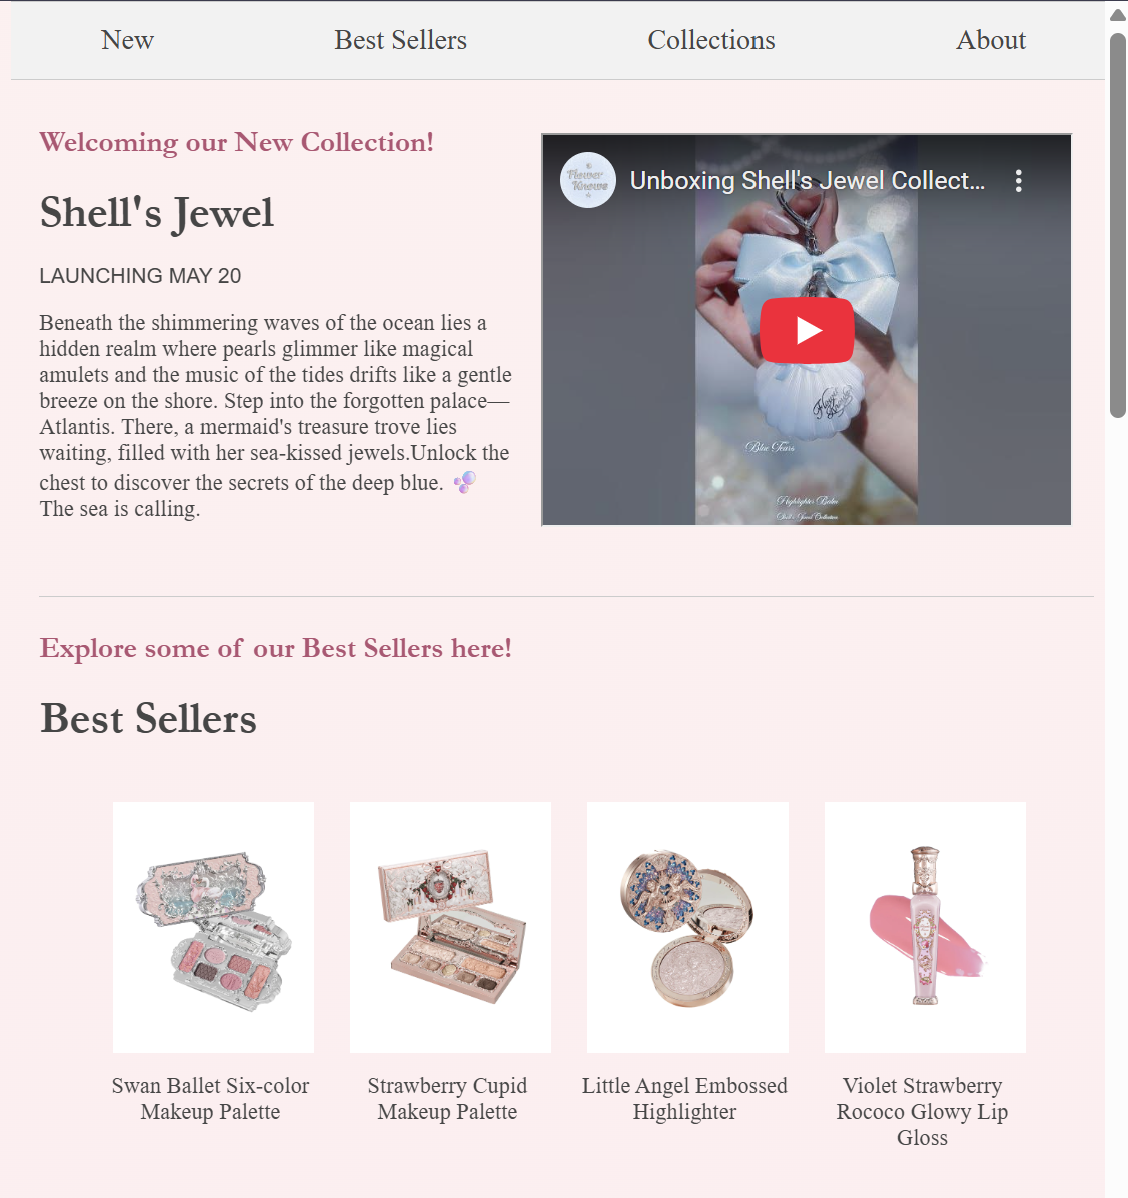 New Best Sellers Collections About
Welcoming our New Collection!
Shell's Jewel
LAUNCHING MAY 20
Beneath the shimmering waves of the ocean lies a
hidden realm where pearls glimmer like magical
amulets and the music of the tides drifts like a gentle
breeze on the shore. Step into the forgotten palace—
Atlantis. There, a mermaid's treasure trove lies
waiting, filled with her sea-kissed jewels.Unlock the
chest to discover the secrets of the deep blue.
The sea is calling.
Flower
Knows
Unboxing Shell's Jewel Collect...
Flower Knows
Blue Tears
Highlighter Bake
Shell's Jewel Collection
Explore some of our Best Sellers here!
Best Sellers
Swan Ballet Six-color
Makeup Palette
Strawberry Cupid
Makeup Palette
Little Angel Embossed
Highlighter
Violet Strawberry
Rococo Glowy Lip
Gloss